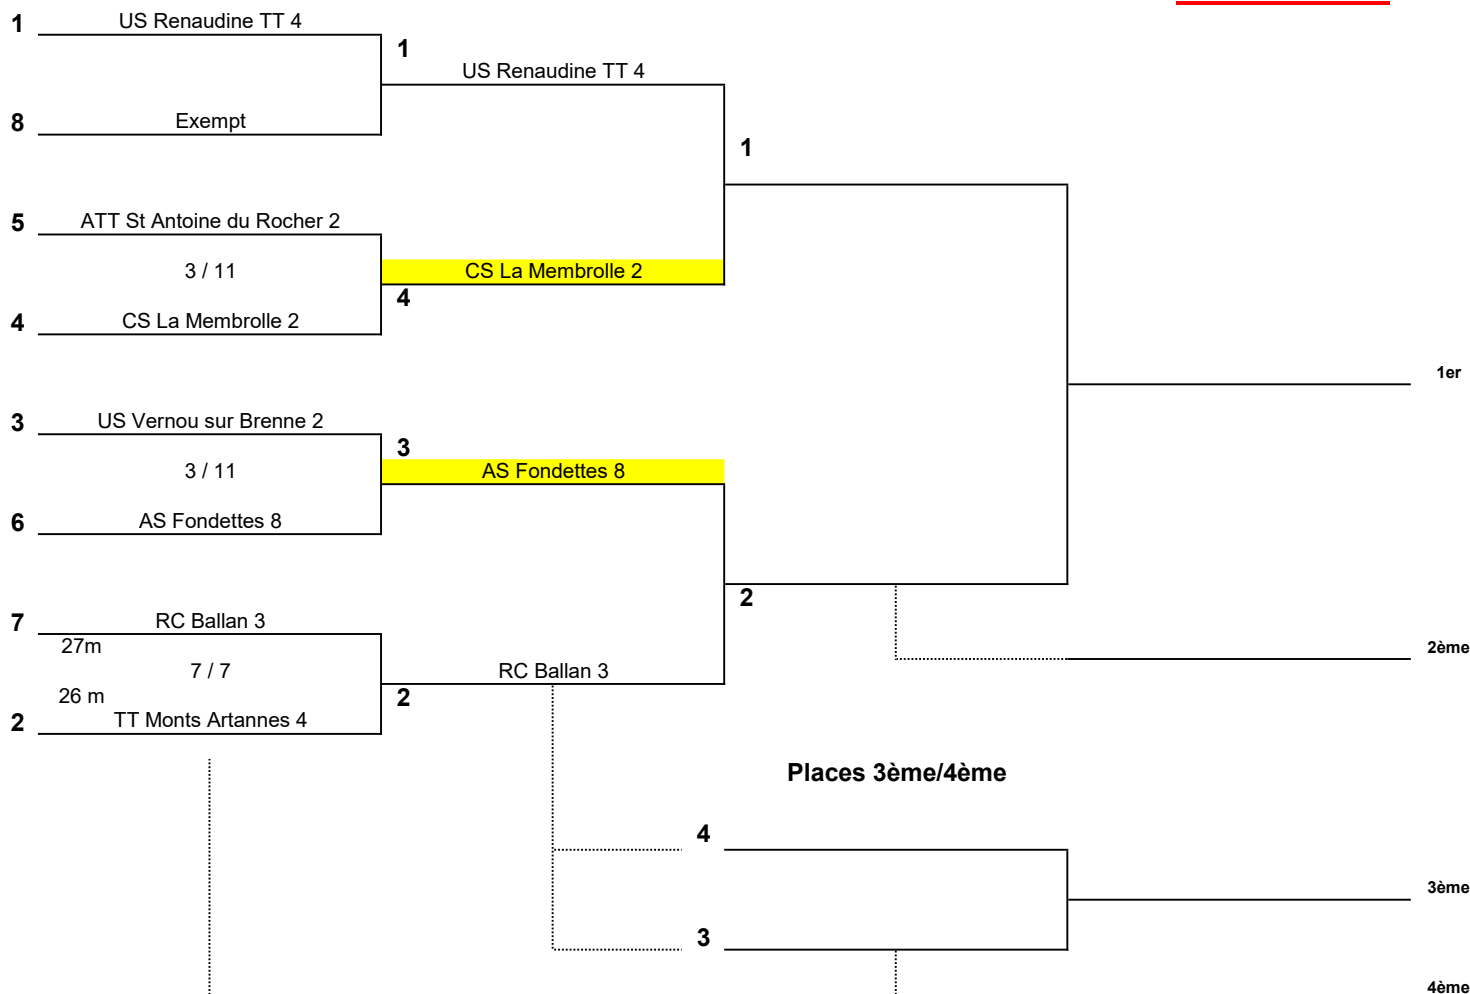 1 US Renaudine TT 4
1
US Renaudine TT 4
8 Exempt
1
5 ATT St Antoine du Rocher 2
3 / 11
CS La Membrolle 2
4
4 CS La Membrolle 2
1er
3 US Vernou sur Brenne 2
3
3 / 11
AS Fondettes 8
6 AS Fondettes 8
2
7 RC Ballan 3
27m
7 / 7
RC Ballan 3
2ème
26 m
2
2 TT Monts Artannes 4
Places 3ème/4ème
4
3ème
3
4ème